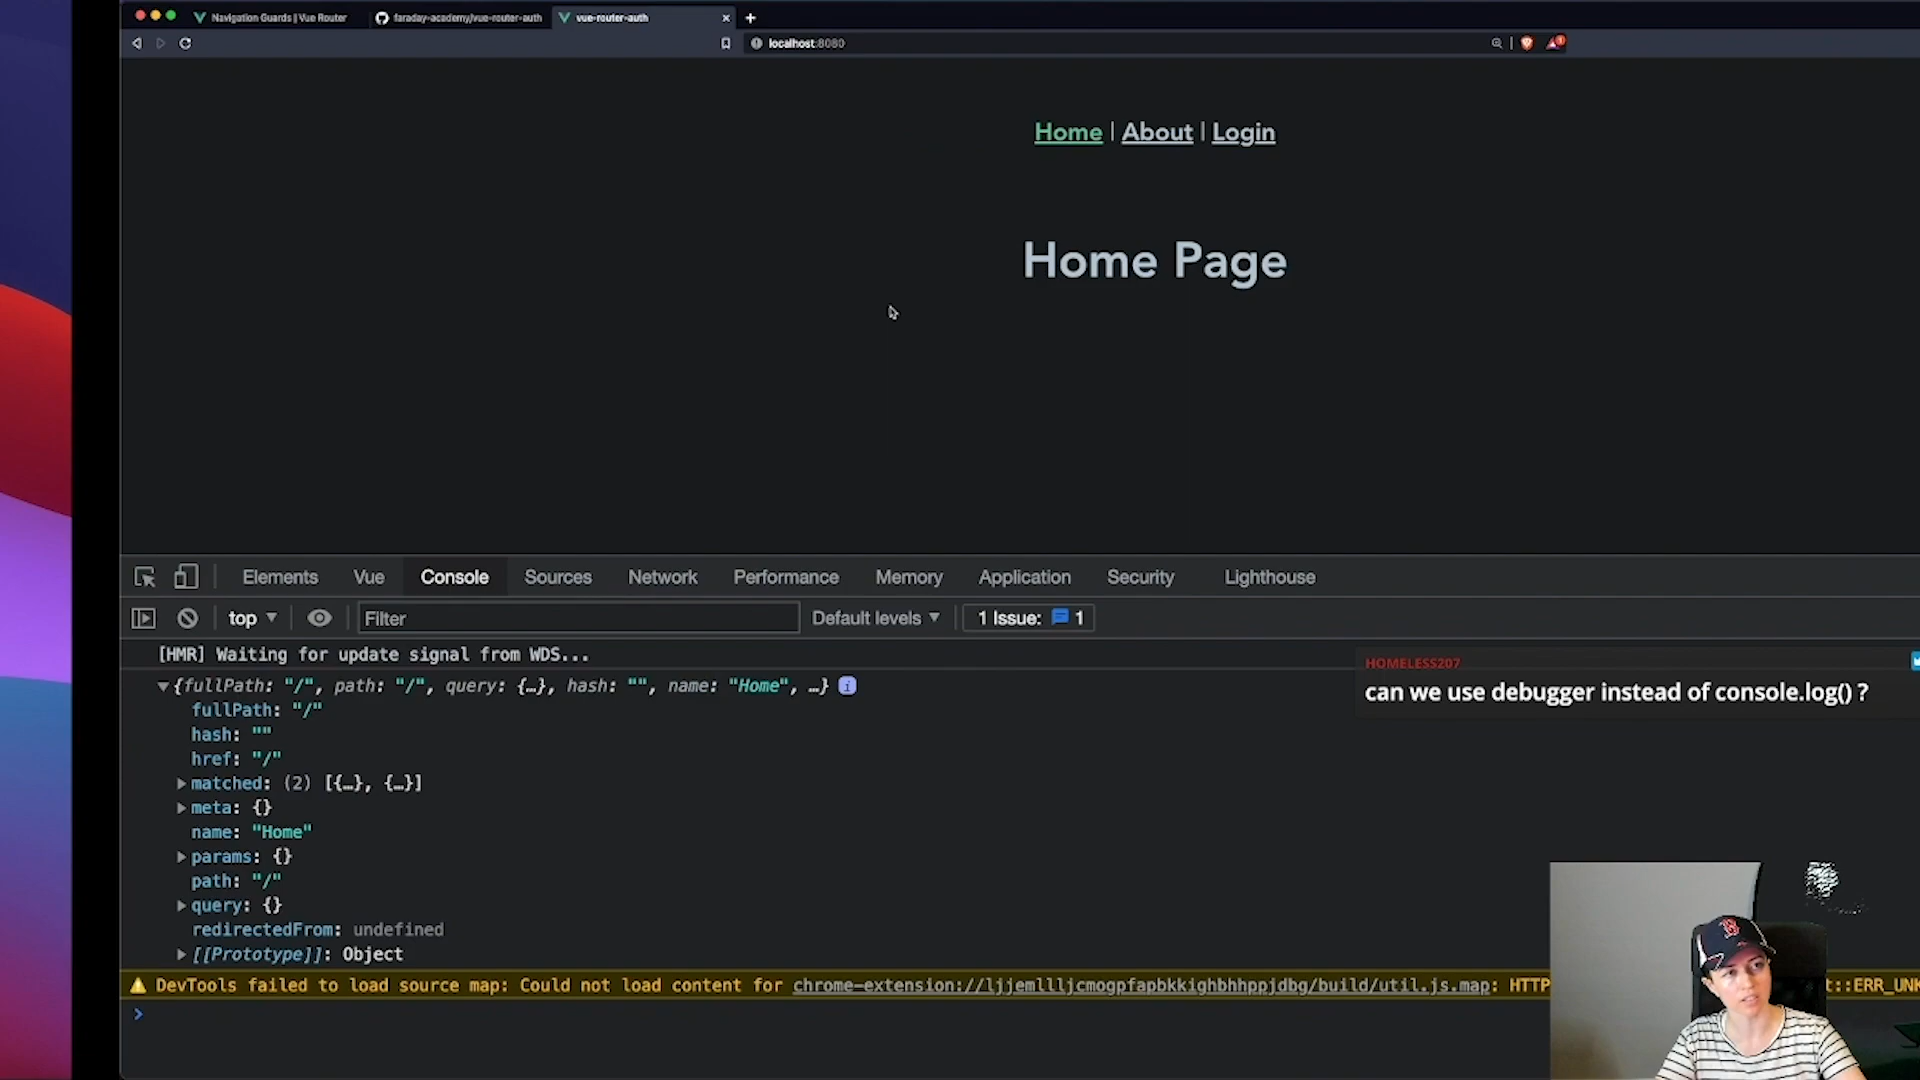 Navigation Guards | Vue Router
faraday-academy/vue-router-auth
vue-router-auth
localhost:8080
Home | About | Login
Home Page
Elements Vue Console Sources Network Performance Memory Application Security Lighthouse
top Filter Default levels 1 Issue: 1
[HMR] Waiting for update signal from WDS...
{fullPath: "/", path: "/", query: {…}, hash: "", name: "Home", …}
fullPath: "/"
hash: ""
href: "/"
matched: (2) [{…}, {…}]
meta: {}
name: "Home"
params: {}
path: "/"
query: {}
redirectedFrom: undefined
[[Prototype]]: Object
HOMELESS207
can we use debugger instead of console.log() ?
DevTools failed to load source map: Could not load content for chrome-extension://ljjemllljcmogpfapbkkighbhhppjdbg/build/util.js.map: HTTP t::ERR_UNK